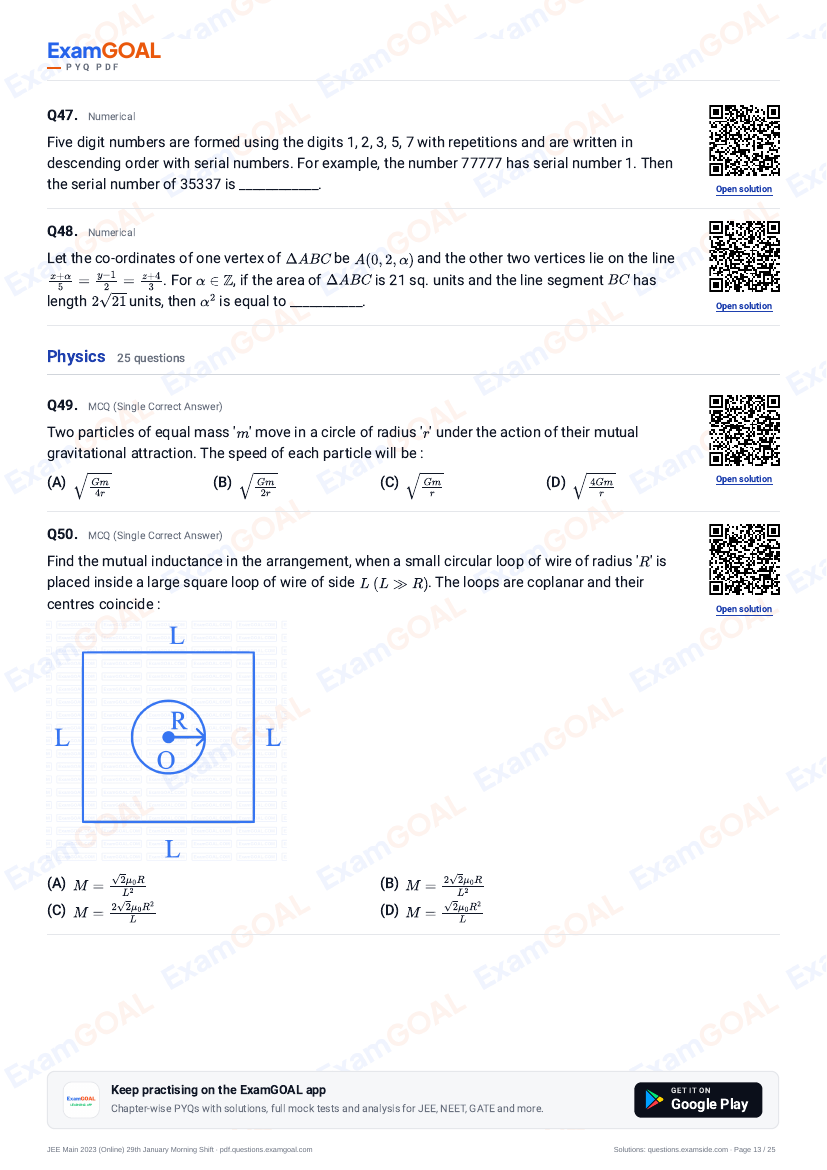 ExamGOAL
PYQ PDF
Q47. Numerical
Five digit numbers are formed using the digits 1, 2, 3, 5, 7 with repetitions and are written in
descending order with serial numbers. For example, the number 77777 has serial number 1. Then
the serial number of 35337 is ____________.
Open solution
Q48. Numerical
Let the co-ordinates of one vertex of ΔABC be A(0, 2, α) and the other two vertices lie on the line
(x+α)/5 = (y−1)/2 = (z+4)/3. For α ∈ ℤ, if the area of ΔABC is 21 sq. units and the line segment BC has
length 2√21 units, then α² is equal to ___________.
Open solution
Physics 25 questions
Q49. MCQ (Single Correct Answer)
Two particles of equal mass 'm' move in a circle of radius 'r' under the action of their mutual
gravitational attraction. The speed of each particle will be :
(A) √(Gm/4r) (B) √(Gm/2r) (C) √(Gm/r) (D) √(4Gm/r)
Open solution
Q50. MCQ (Single Correct Answer)
Find the mutual inductance in the arrangement, when a small circular loop of wire of radius 'R' is
placed inside a large square loop of wire of side L (L ≫ R). The loops are coplanar and their
centres coincide :
Open solution
L
R
L L
O
L
(A) M = √2μ₀R/L² (B) M = 2√2μ₀R/L²
(C) M = 2√2μ₀R²/L (D) M = √2μ₀R²/L
Keep practising on the ExamGOAL app
Chapter-wise PYQs with solutions, full mock tests and analysis for JEE, NEET, GATE and more.
GET IT ON
Google Play
JEE Main 2023 (Online) 29th January Morning Shift · pdf.questions.examgoal.com
Solutions: questions.examside.com · Page 13 / 25